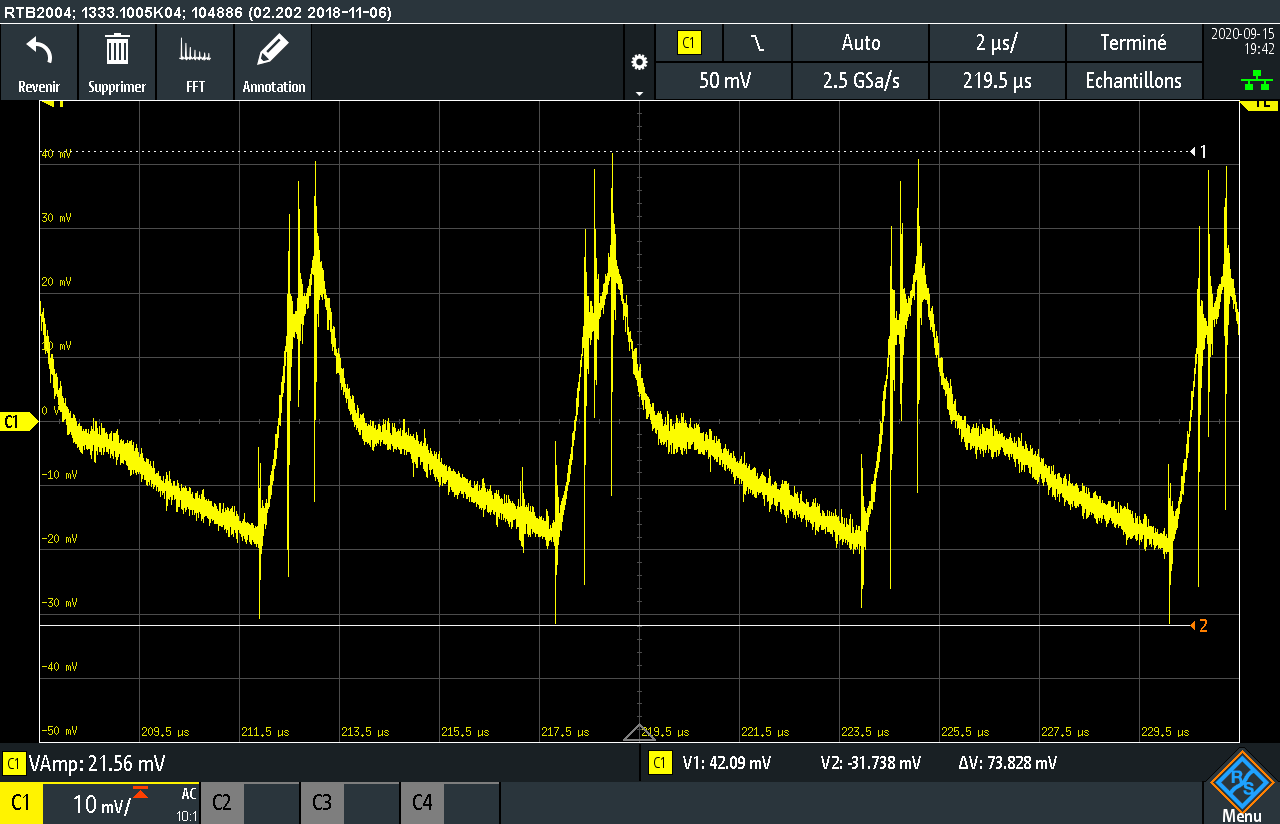 RTB2004; 1333.1005K04; 104886 (02.202 2018-11-06)
Revenir Supprimer FFT Annotation
C1 Auto 2 µs/ Terminé
50 mV 2.5 GSa/s 219.5 µs Echantillons
2020-09-15
19:42
TL
1
40 mV
30 mV
20 mV
10 mV
C1 0 V
-10 mV
-20 mV
-30 mV
2
-40 mV
-50 mV
209.5 µs 211.5 µs 213.5 µs 215.5 µs 217.5 µs 219.5 µs 221.5 µs 223.5 µs 225.5 µs 227.5 µs 229.5 µs
C1 VAmp: 21.56 mV
C1 V1: 42.09 mV V2: -31.738 mV ΔV: 73.828 mV
C1 10 mV/ AC 10:1 C2 C3 C4
R&S
Menu